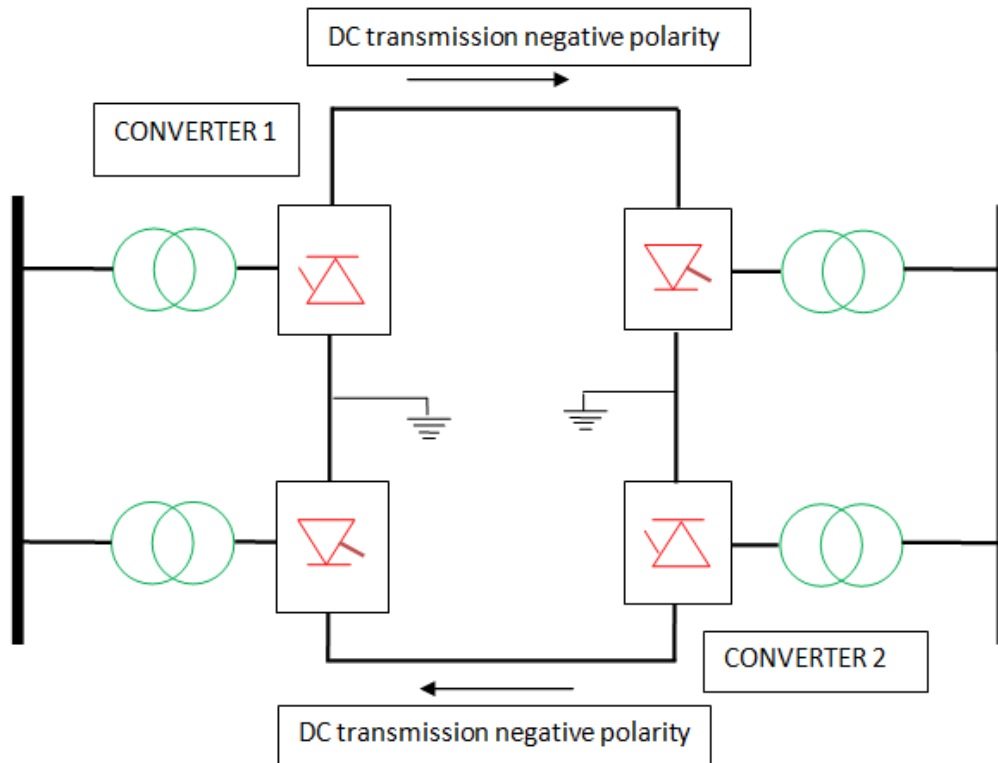 DC transmission negative polarity
CONVERTER 1
CONVERTER 2
DC transmission negative polarity